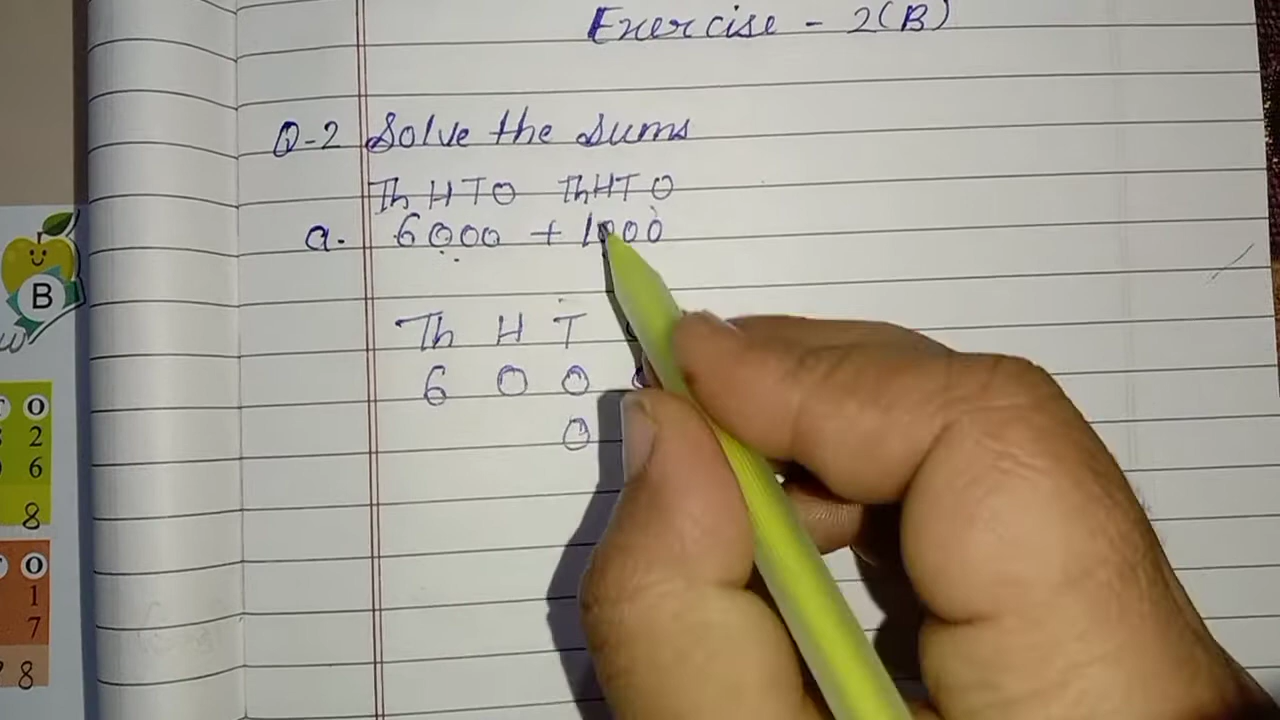 Exercise - 2(B)
Q-2 Solve the Sums
Th H T O Th H T O
a. 6000 + 1000
Th H T
6 0 0
0
B
O
2
6
8
O
1
7
8